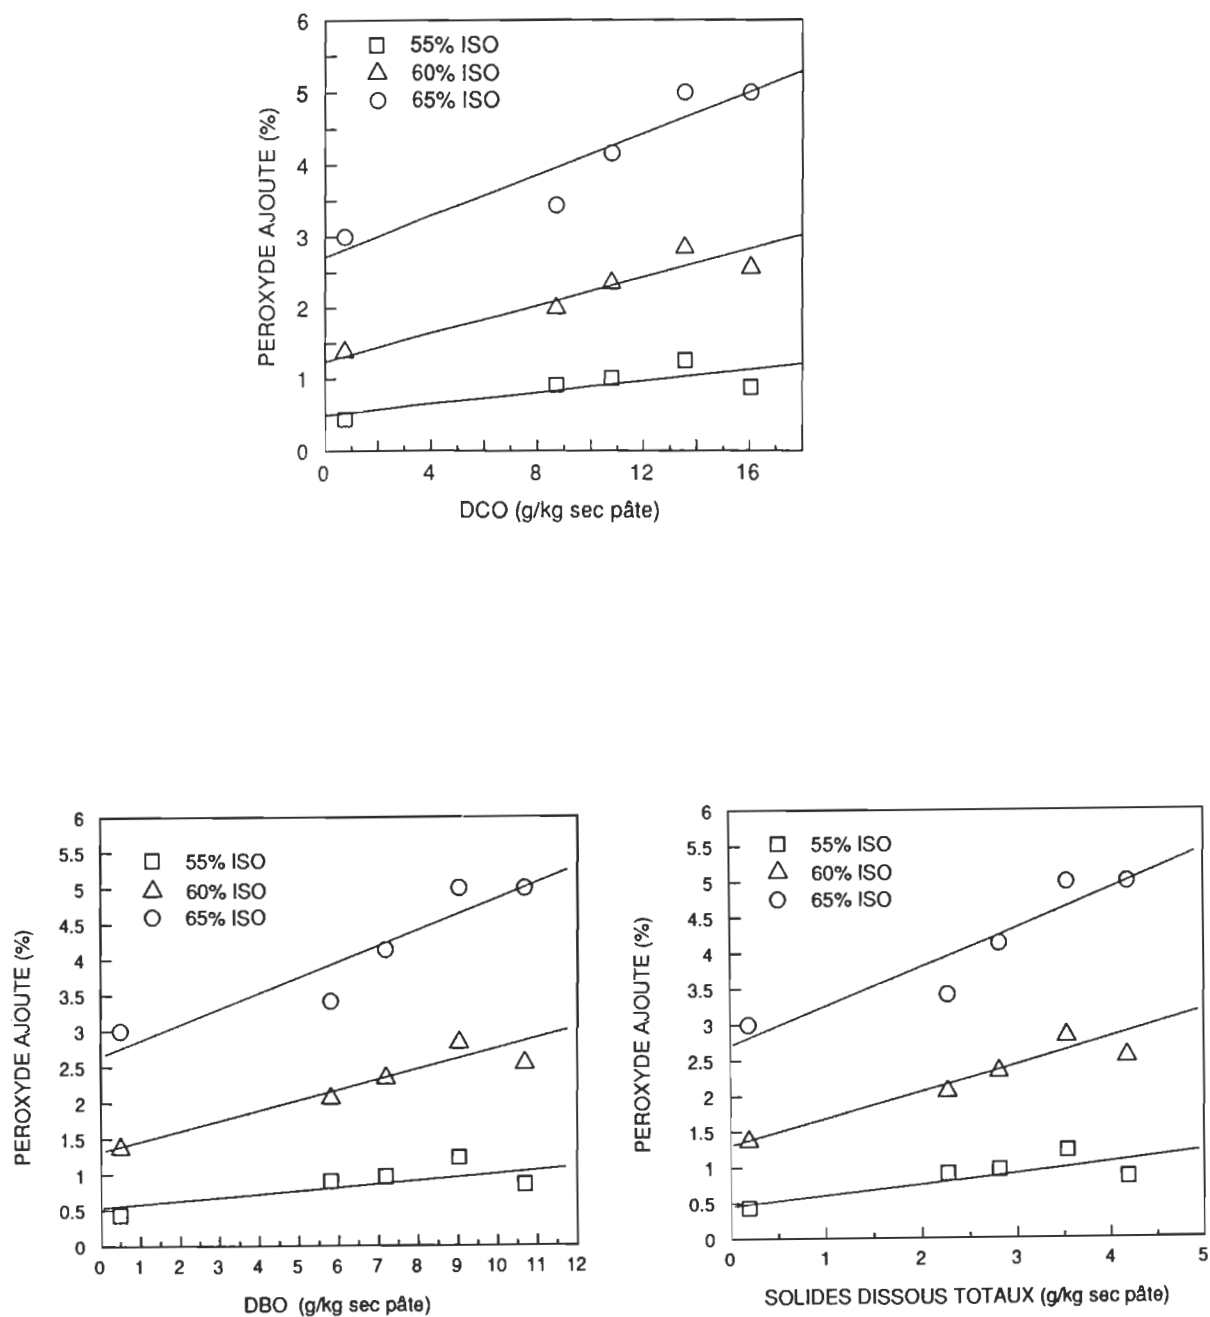 6
5
4
3
2
1
0
PEROXYDE AJOUTE (%)
55% ISO
60% ISO
65% ISO
0 4 8 12 16
DCO (g/kg sec pâte)
6
5.5
5
4.5
4
3.5
3
2.5
2
1.5
1
0.5
0
PEROXYDE AJOUTE (%)
55% ISO
60% ISO
65% ISO
0 1 2 3 4 5 6 7 8 9 10 11 12
DBO (g/kg sec pâte)
6
5.5
5
4.5
4
3.5
3
2.5
2
1.5
1
0.5
0
PEROXYDE AJOUTE (%)
55% ISO
60% ISO
65% ISO
0 1 2 3 4 5
SOLIDES DISSOUS TOTAUX (g/kg sec pâte)